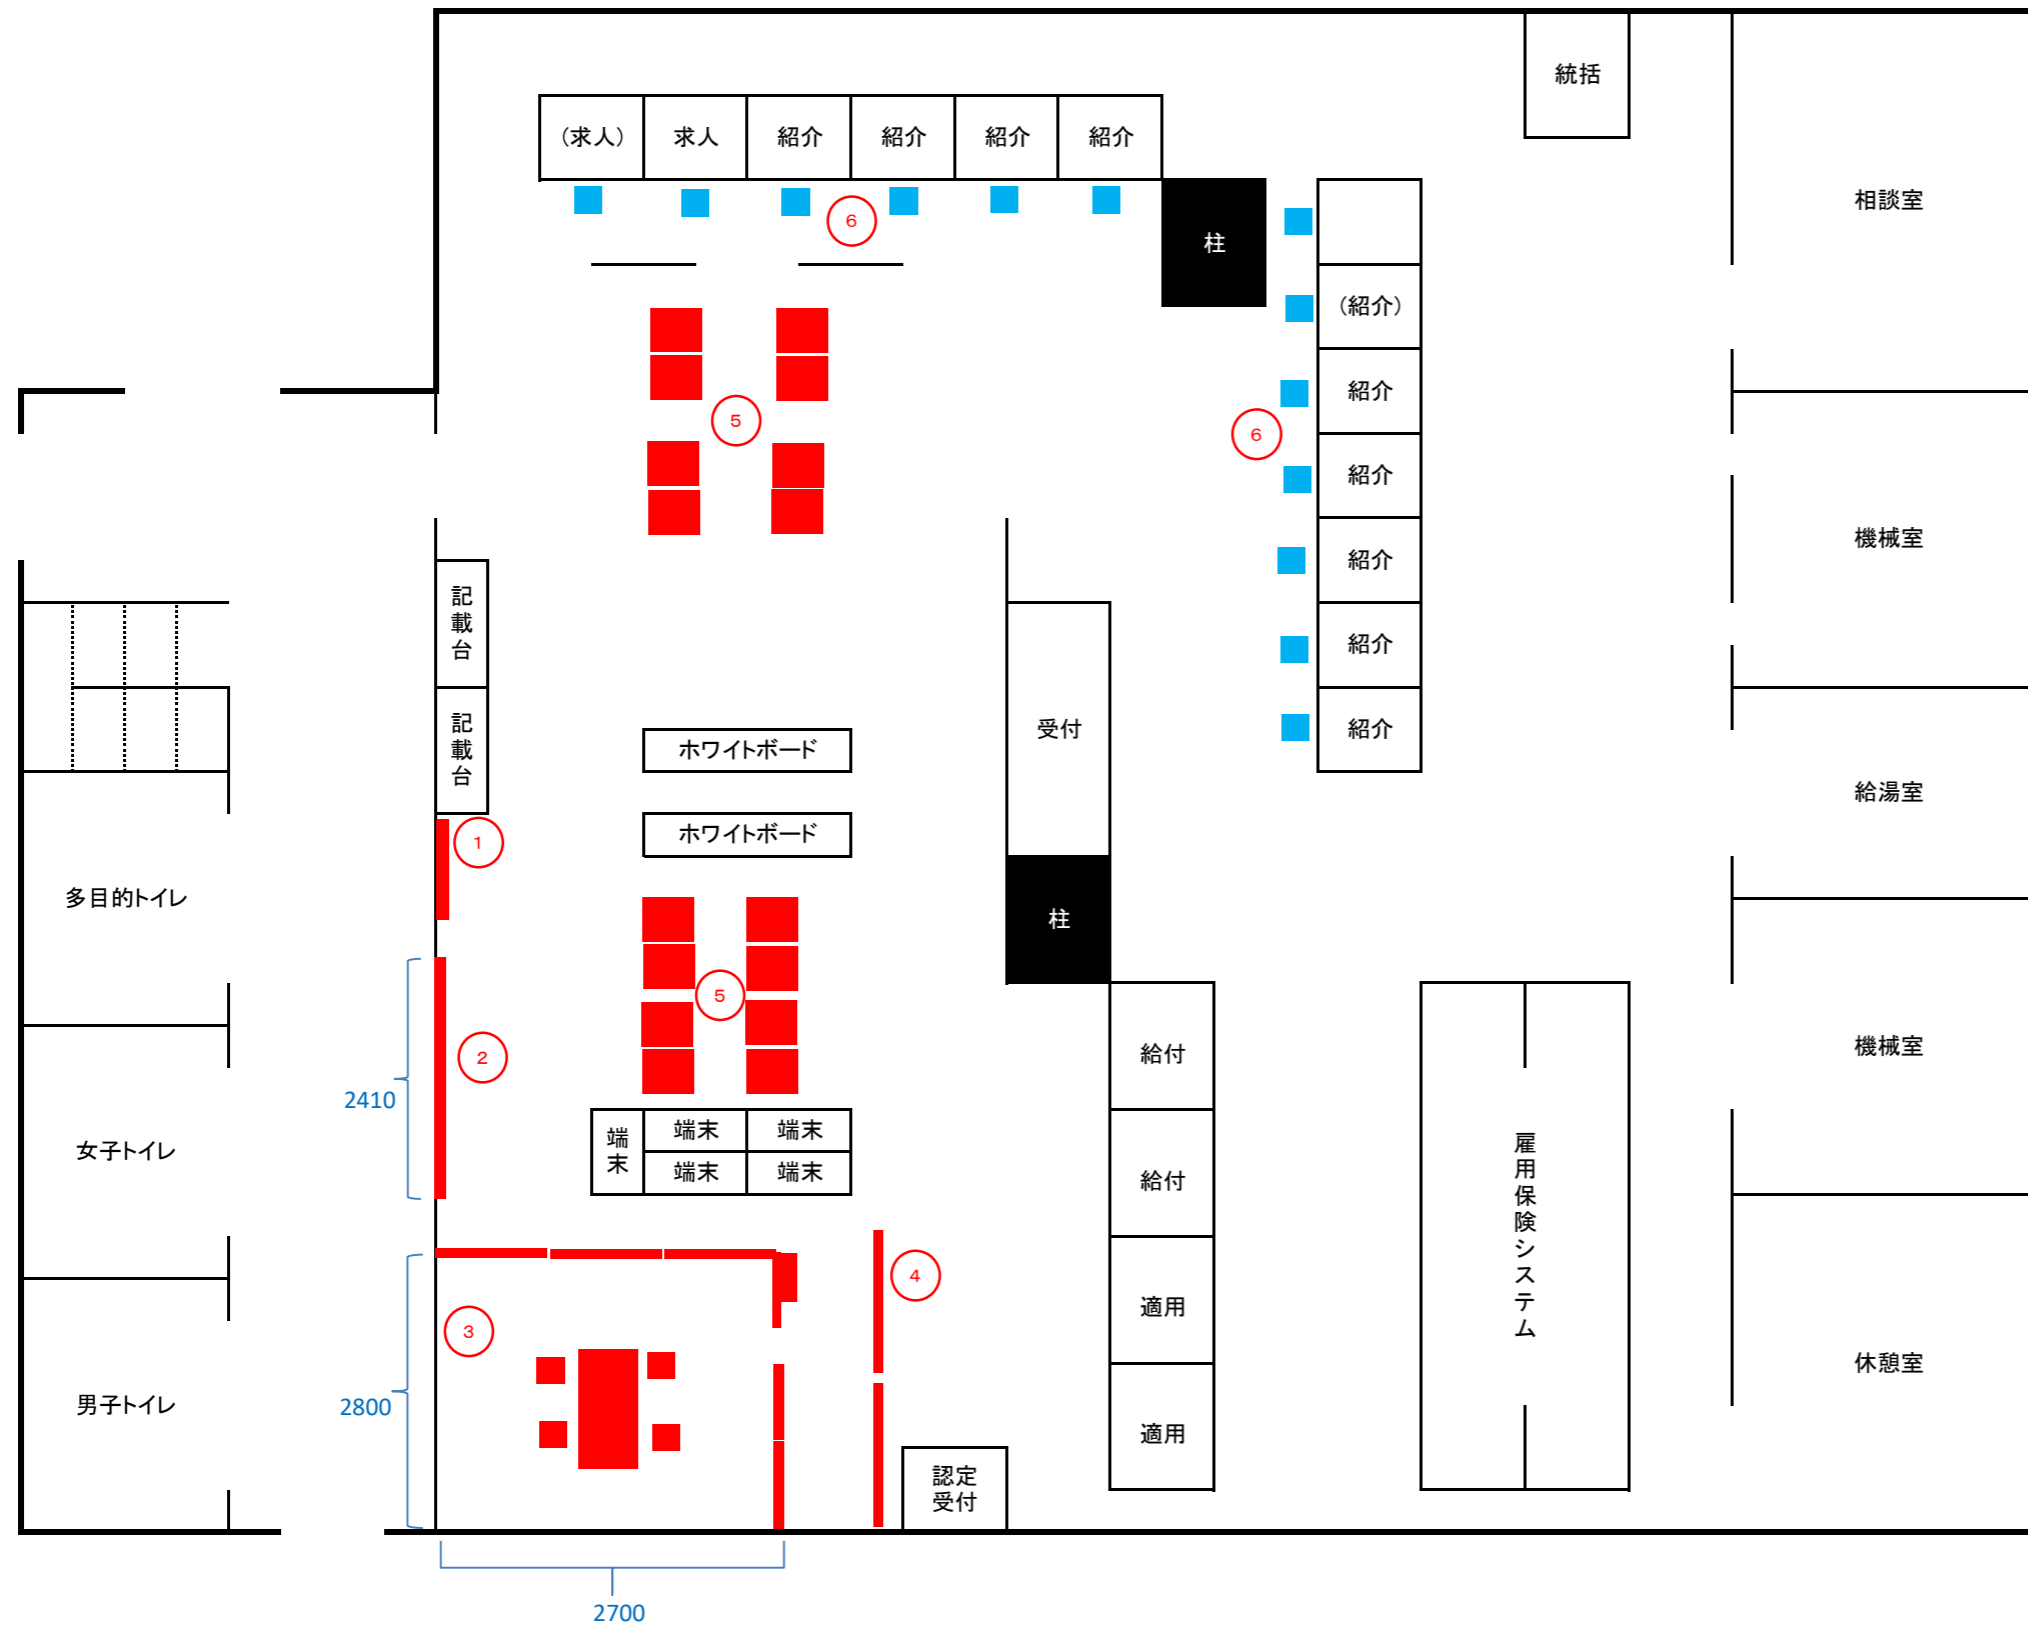 統括
(求人)
求人
紹介
紹介
紹介
紹介
⑥
柱
相談室
(紹介)
紹介
⑤
⑥
紹介
機械室
紹介
記載台
紹介
記載台
受付
紹介
ホワイトボード
給湯室
ホワイトボード
①
多目的トイレ
柱
⑤
②
給付
機械室
2410
端末
端末
端末
端末
端末
女子トイレ
給付
雇用保険システム
④
③
適用
休憩室
2800
男子トイレ
適用
認定
受付
2700